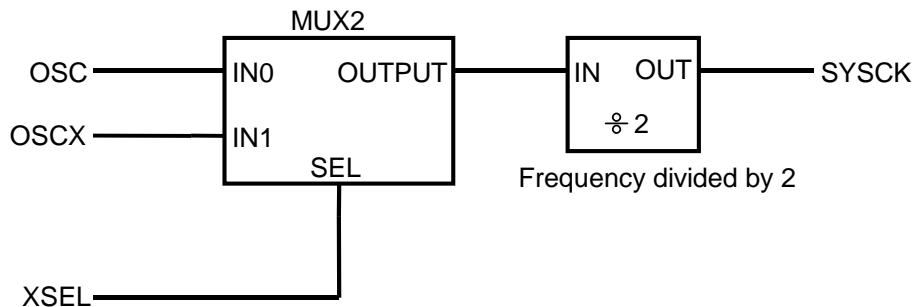 MUX2
OSC IN0 OUTPUT IN OUT SYSCK
OSCX IN1 ÷ 2
SEL
Frequency divided by 2
XSEL